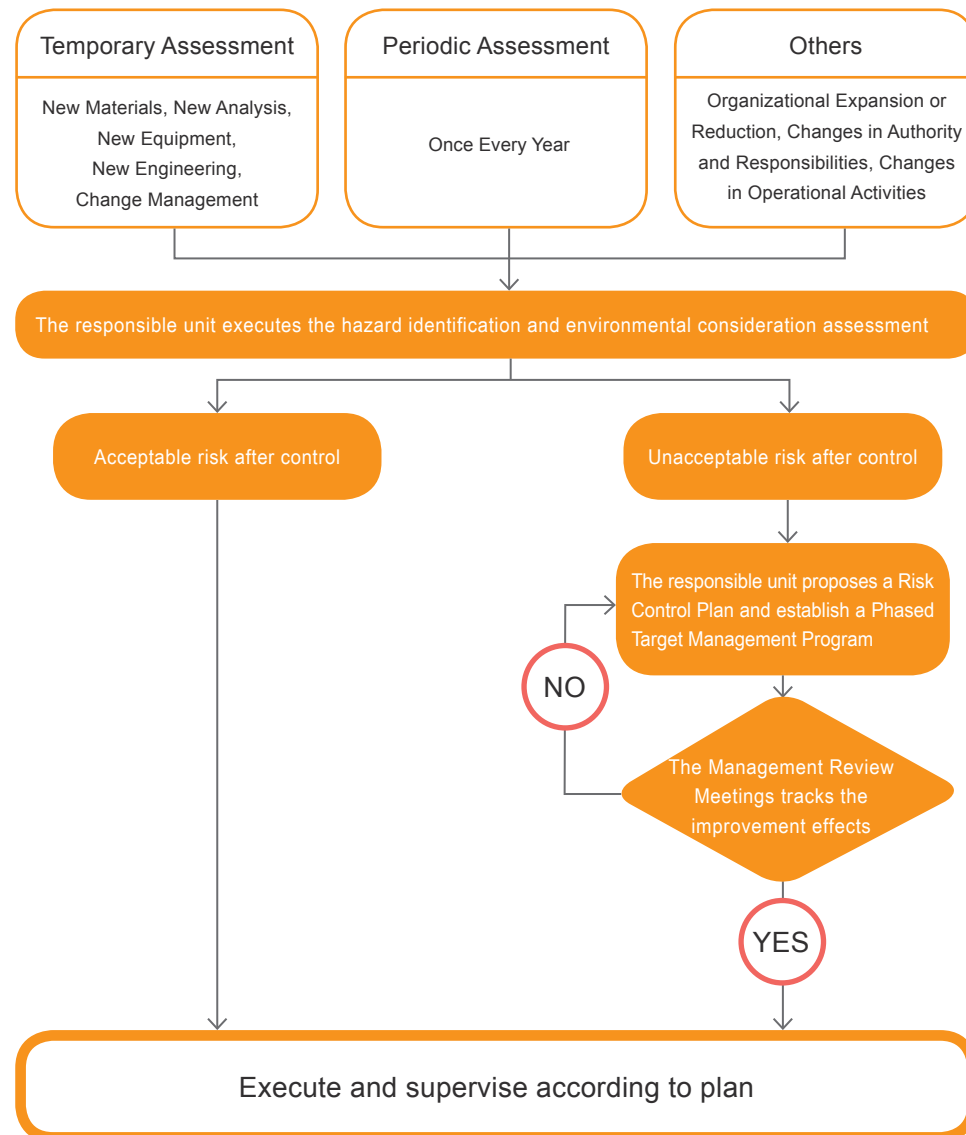 Temporary Assessment
New Materials, New Analysis,
New Equipment,
New Engineering,
Change Management
Periodic Assessment
Once Every Year
Others
Organizational Expansion or
Reduction, Changes in Authority
and Responsibilities, Changes
in Operational Activities
The responsible unit executes the hazard identification and environmental consideration assessment
Acceptable risk after control
Unacceptable risk after control
The responsible unit proposes a Risk
Control Plan and establish a Phased
Target Management Program
NO
The Management Review
Meetings tracks the
improvement effects
YES
Execute and supervise according to plan